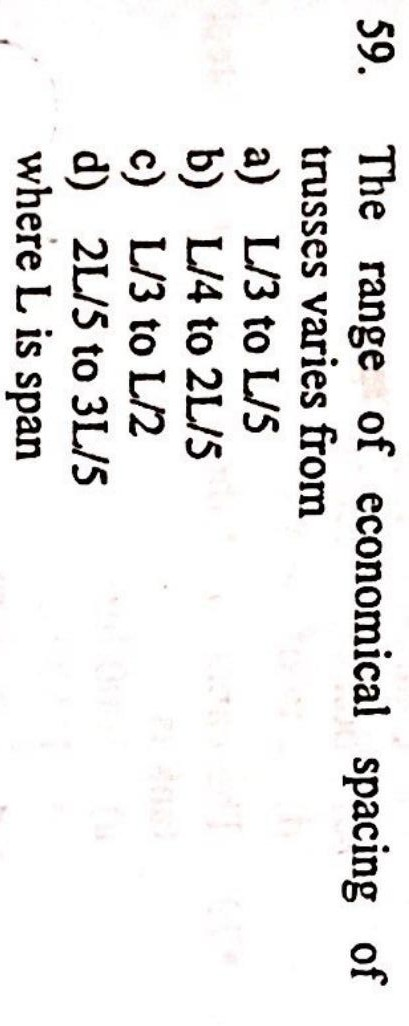 59. The range of economical spacing of
trusses varies from
a) L/3 to L/5
b) L/4 to 2L/5
c) L/3 to L/2
d) 2L/5 to 3L/5
where L is span